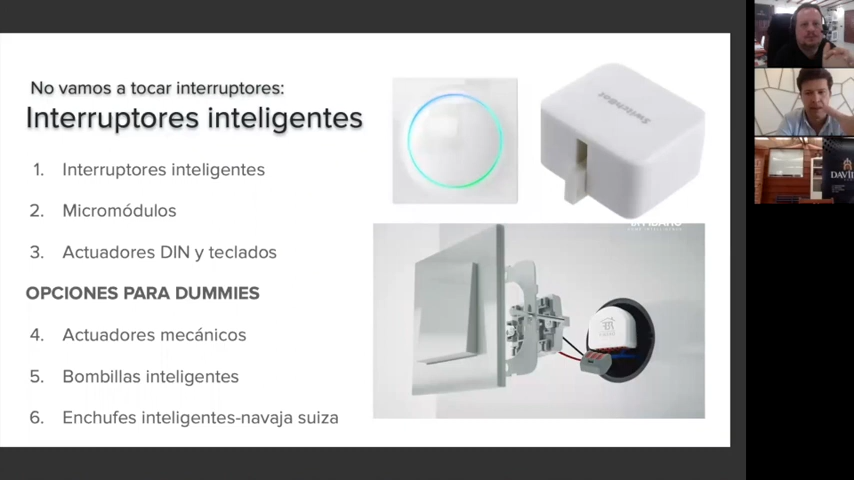 No vamos a tocar interruptores:
Interruptores inteligentes
1. Interruptores inteligentes
2. Micromódulos
3. Actuadores DIN y teclados
OPCIONES PARA DUMMIES
4. Actuadores mecánicos
5. Bombillas inteligentes
6. Enchufes inteligentes-navaja suiza
SwitchBot